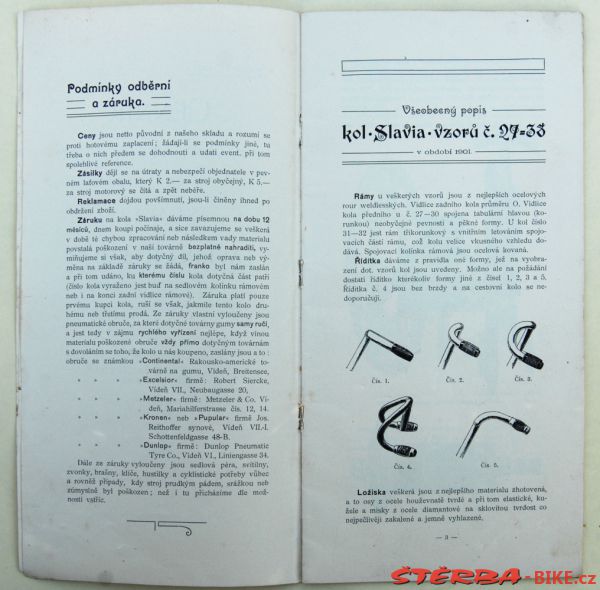 Podmínky odběrní
a záruka.
Ceny jsou netto původní z našeho skladu a rozumí se
proti hotovému zaplacení; žádají-li se podmínky jiné, tu
třeba o nich předem se dohodnouti a udati event. při tom
spolehlivé reference.
Zásilky dějí se na útraty a nebezpečí objednatele v pev-
ném latovém obalu, který K 2.— za stroj obyčejný, K 5.—
za stroj motorový se čítá a zpět nebéře.
Reklamace dojdou povšimnutí, jsou-li činěny ihned po
obdržení zboží.
Záruku na kola »Slavia« dáváme písemnou na dobu 12
měsíců, dnem koupi počínaje, a sice zavazujeme se veškerá
v době té chybou zpracování neb následkem vady materialu
povstalá poškození v naší továrně bezplatně nahraditi, vy-
miňujeme si však, aby dotyčný díl, jehož oprava neb vý-
měna na základě záruky se žádá, franko byl nám zaslán
a při tom udáno, ku kterému číslu kola dotyčná část patří
(číslo kola vyraženo jest buď na sedlovém kolínku rámovém
neb i na konci zadní vidlice rámové). Záruka platí pouze
prvému kupci kola, ruší se však, jakmile tento kolo dru-
hému neb třetímu prodá. Ze záruky vlastní vyloučeny jsou
pneumatické obruče, za které dotyčné továrny gumy samy ručí,
a jest tedy v zájmu rychlého vyřízení nejlépe, když vinou
materialu poškozené obruče vždy přímo dotyčným továrnám
s dovoláním se toho, že kolo u nás koupeno, zaslány jsou a to:
obruče se známkou »Continental« Rakousko-americké to-
várně na gumu, Vídeň, Breitensee,
» » » »Excelsior« firmě: Robert Siercke,
Vídeň VII., Neubaugasse 20,
» » » »Metzeler« firmě: Metzeler & Co. Ví-
deň, Mariahilferstrasse čís. 12, 14.
» » » »Kronen« neb »Pupular« firmě Jos.
Reithoffer synové, Vídeň VII.-I.
Schottenfeldgasse 48-B.
» » » »Dunlop« firmě: Dunlop Pneumatic
Tyre Co., Vídeň VI., Liniengasse 34.
Dále ze záruky vyloučeny jsou sedlová péra, svítilny,
zvonky, brašny, klíče, hustilky a cyklistické potřeby vůbec
a rovněž případy, kdy stroj prudkým pádem, srážkou neb
zúmyslně byl poškozen; neb i tu přicházíme dle mož-
nosti vstříc.
Všeobecný popis
kol·Slavia·vzorů č. 27=33
v období 1901.
Rámy u veškerých vzorů jsou z nejlepších ocelových
rour weldlesských. Vidlice zadního kola průměru O. Vidlice
kola předního u č. 27—30 spojena tabulární hlavou (ko-
runkou) neobyčejné pevnosti a pěkné formy. U kol číslo
31—32 jest rám tříkorunkový s vnitřním letováním spojo-
vacích částí rámu, což kolu velice vkusného vzhledu do-
dává. Spojovací kolínka rámová jsou ocelová kovaná.
Řídítka dáváme z pravidla oné formy, jež na vyobra-
zení dot. vzorů kol jsou uvedeny. Možno ale na požádání
dostati řídítko kterékoliv formy jiné z čísel 1, 2, 3, a 5.
Řídítka č. 4 jsou bez brzdy a na cestovní kolo se ne-
doporučují.
Čís. 1.
Čís. 2.
Čís. 3.
Čís. 4.
Čís. 5.
Ložiska veškerá jsou z nejlepšího materialu zhotovená,
a to osy z ocele houževnaté tvrdé a při tom elastické, kuže-
le a misky z ocele diamantové na sklovitou tvrdost co
nejpečlivěji zakalené a jemně vyhlazené,
— 3 —
ŠTĚRBA-BIKE.cz